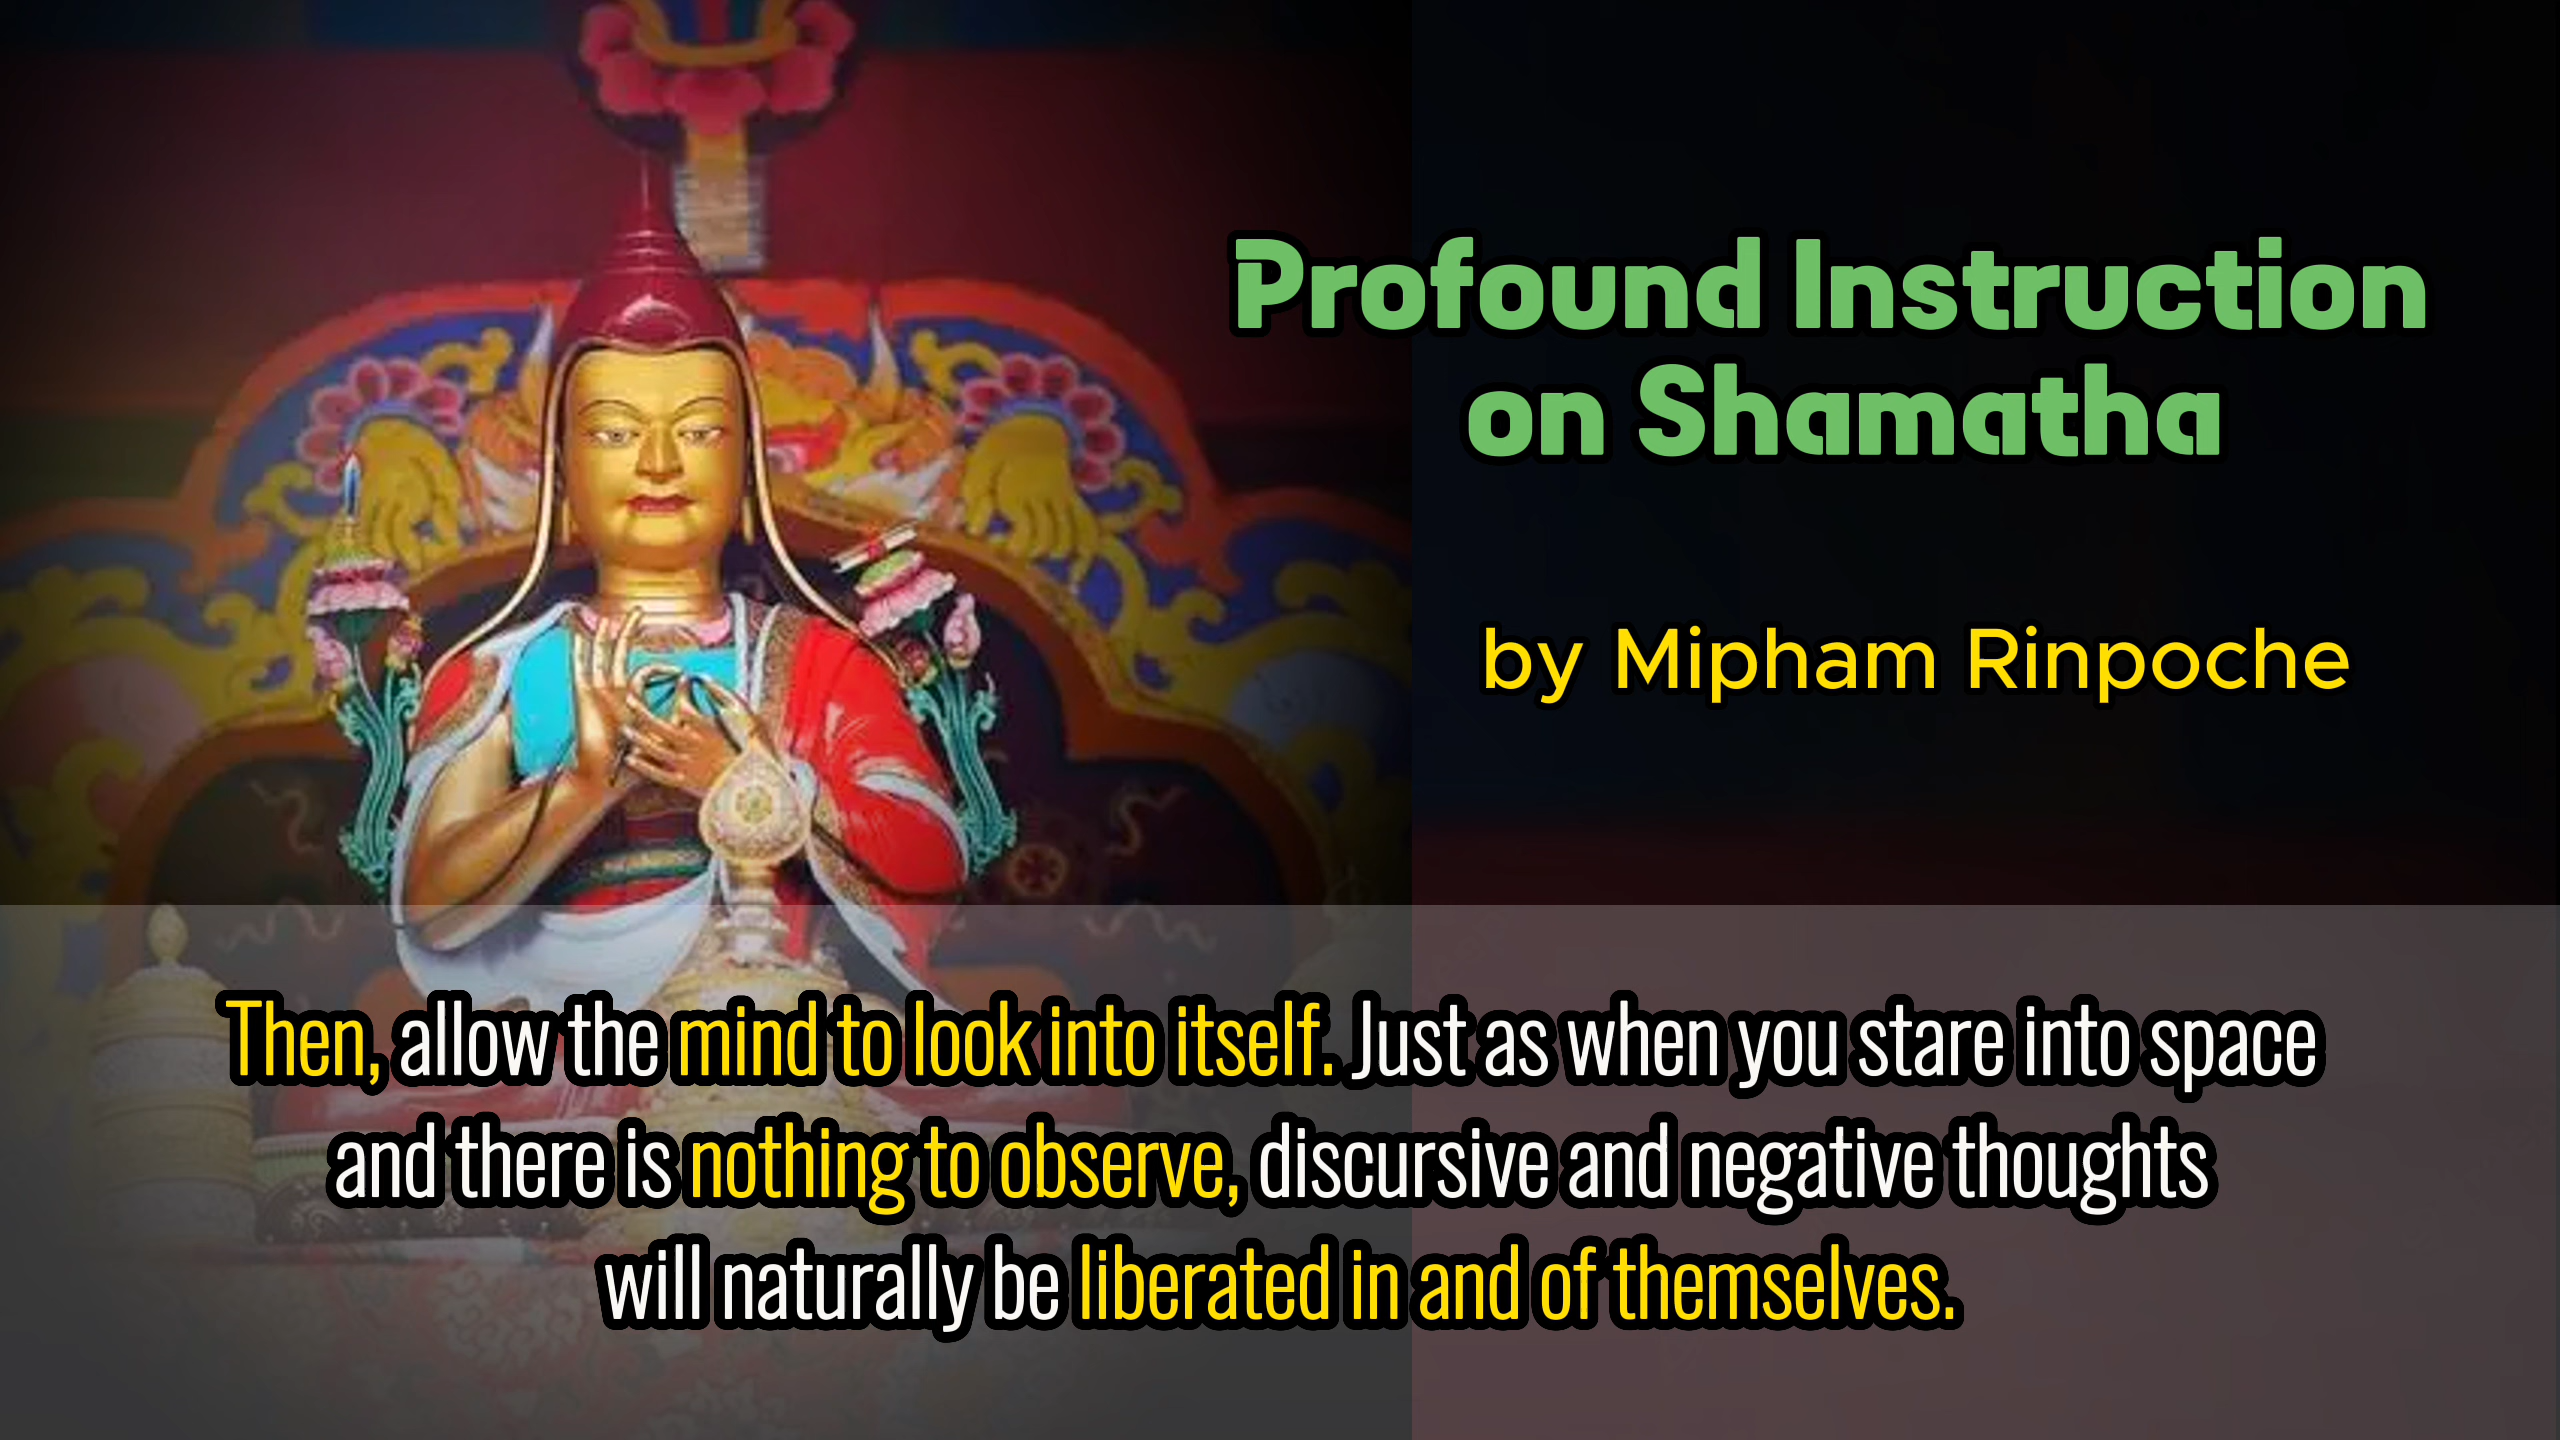 Profound Instruction
on Shamatha
by Mipham Rinpoche
Then, allow the mind to look into itself. Just as when you stare into space
and there is nothing to observe, discursive and negative thoughts
will naturally be liberated in and of themselves.